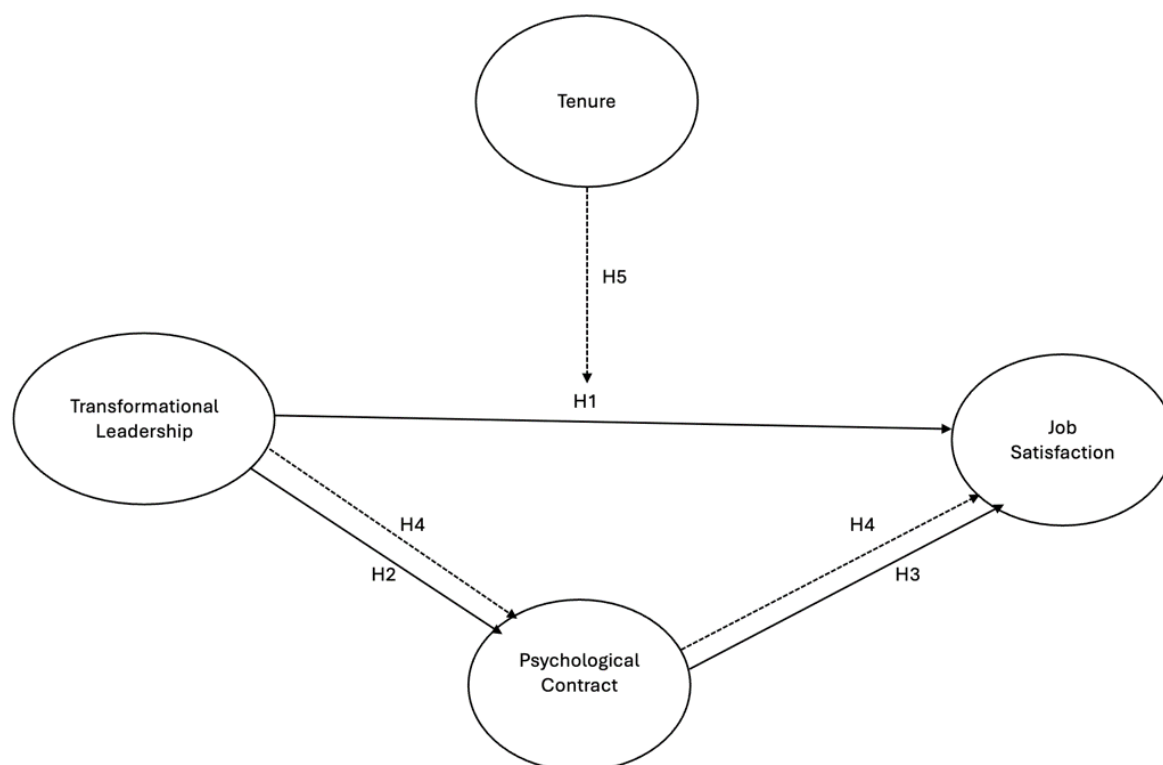 Tenure
H5
H1
Transformational
Leadership
Job
Satisfaction
H4
H4
H2
H3
Psychological
Contract